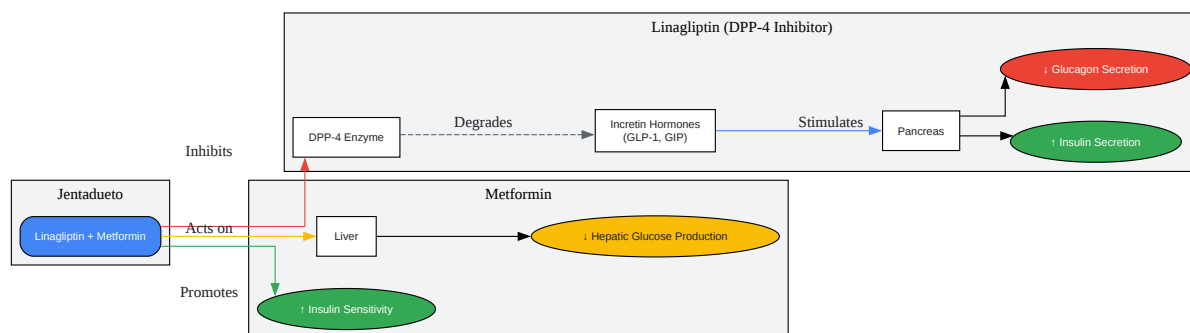 Linagliptin (DPP-4 Inhibitor)
↓ Glucagon Secretion
DPP-4 Enzyme
Degrades
Incretin Hormones
(GLP-1, GIP)
Stimulates
Pancreas
↑ Insulin Secretion
Inhibits
Jentadueto
Linagliptin + Metformin
Acts on
Promotes
Metformin
Liver
↓ Hepatic Glucose Production
↑ Insulin Sensitivity